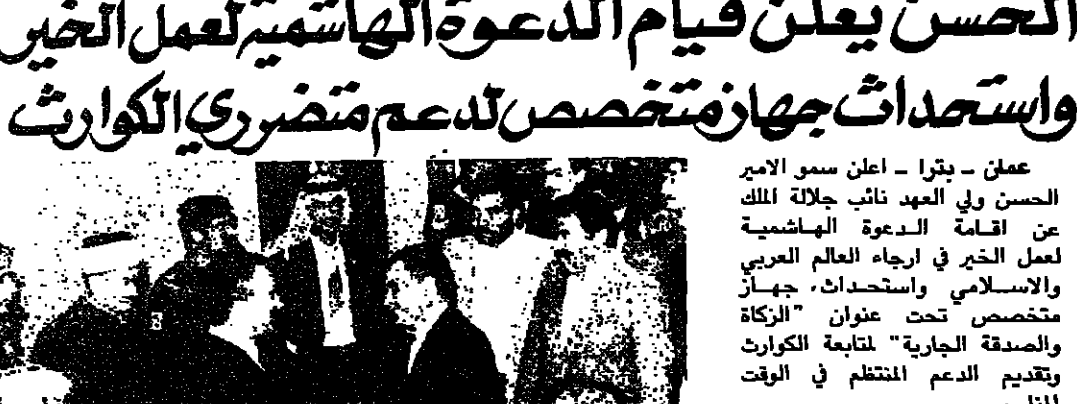 الحسن يعلن قيام الدعوة الهاشمية لعمل الخير
واستحداث جهاز متخصص لدعم متضرري الكوارث
عمان ـ بترا ـ اعلن سمو الامير
الحسن ولي العهد نائب جلالة الملك
عن اقامة الدعوة الهاشمية
لعمل الخير في ارجاء العالم العربي
والاسلامي واستحداث، جهاز
متخصص تحت عنوان "الزكاة
والصدقة الجارية" لمتابعة الكوارث
وتقديم الدعم المنتظم في الوقت